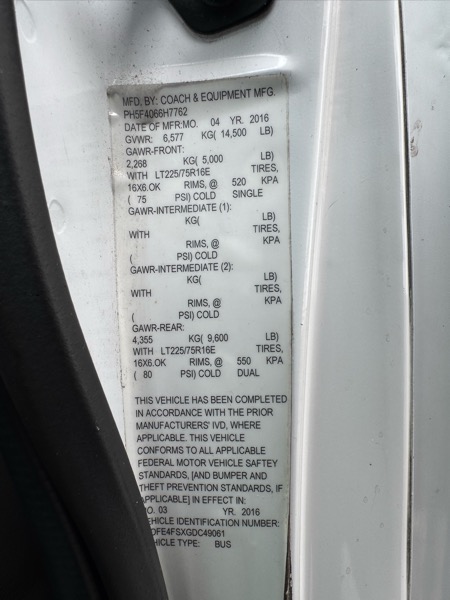 MFD. BY: COACH & EQUIPMENT MFG.
PH5F4066H7762
DATE OF MFR:MO. 04 YR. 2016
GVWR: 6,577 KG( 14,500 LB)
GAWR-FRONT:
2,268 KG( 5,000 LB)
WITH LT225/75R16E TIRES,
16X6.OK RIMS, @ 520 KPA
( 75 PSI) COLD SINGLE
GAWR-INTERMEDIATE (1):
KG( LB)
WITH TIRES,
RIMS, @ KPA
( PSI) COLD
GAWR-INTERMEDIATE (2):
KG( LB)
WITH TIRES,
RIMS, @ KPA
( PSI) COLD
GAWR-REAR:
4,355 KG( 9,600 LB)
WITH LT225/75R16E TIRES,
16X6.OK RIMS, @ 550 KPA
( 80 PSI) COLD DUAL
THIS VEHICLE HAS BEEN COMPLETED
IN ACCORDANCE WITH THE PRIOR
MANUFACTURERS' IVD, WHERE
APPLICABLE. THIS VEHICLE
CONFORMS TO ALL APPLICABLE
FEDERAL MOTOR VEHICLE SAFTEY
STANDARDS, [AND BUMPER AND
THEFT PREVENTION STANDARDS, IF
APPLICABLE] IN EFFECT IN:
O. 03 YR. 2016
EHICLE IDENTIFICATION NUMBER:
DFE4FSXGDC49061
EHICLE TYPE: BUS